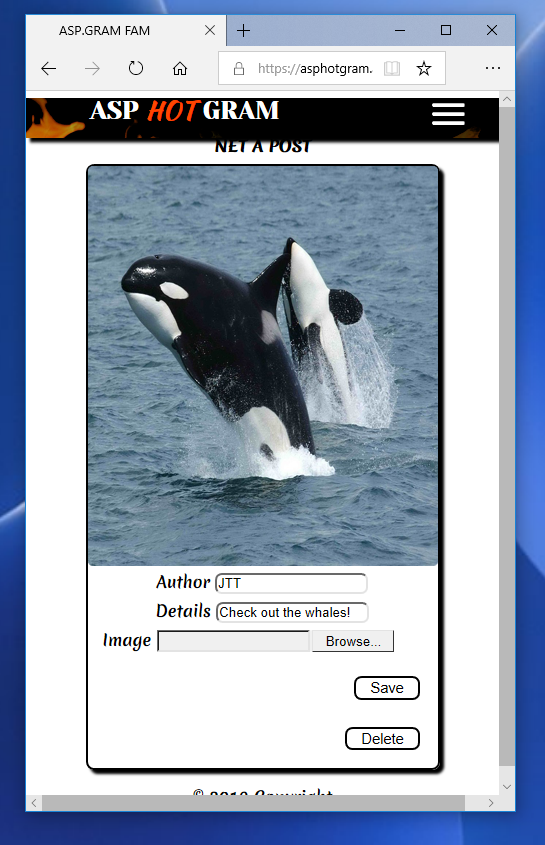 ASP.GRAM FAM
https://asphotgram.
ASP HOT GRAM
NET A POST
Author JTT
Details Check out the whales!
Image Browse...
Save
Delete
Copyright